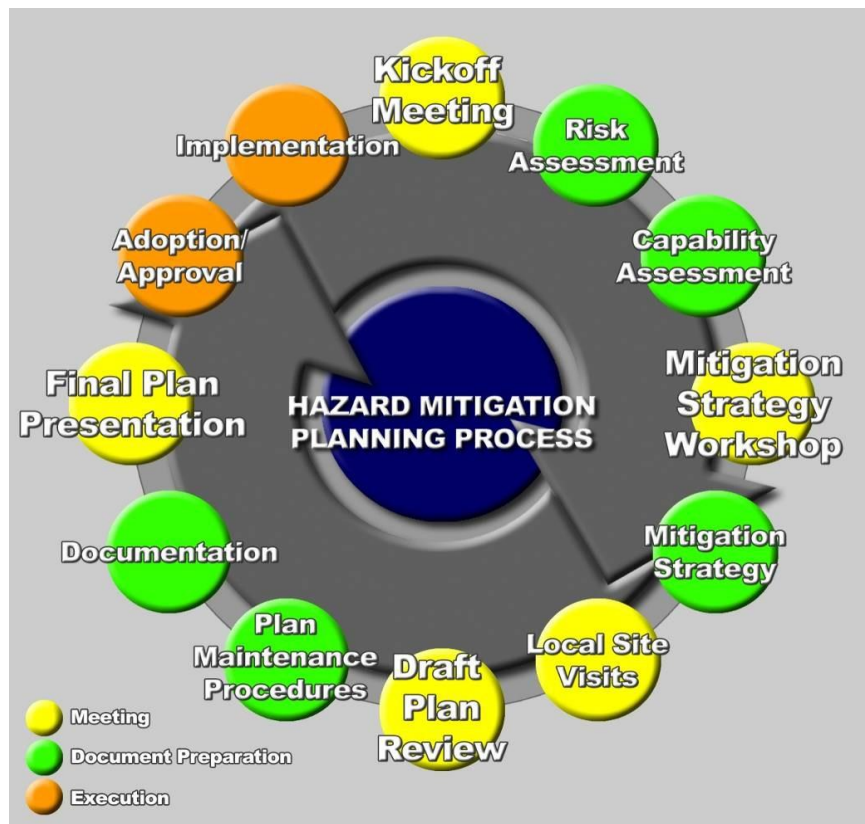 Kickoff
Meeting
Risk
Assessment
Capability
Assessment
Mitigation
Strategy
Workshop
Mitigation
Strategy
Local Site
Visits
Draft
Plan
Review
Plan
Maintenance
Procedures
Documentation
Final Plan
Presentation
Adoption/
Approval
Implementation
HAZARD MITIGATION
PLANNING PROCESS
Meeting
Document Preparation
Execution